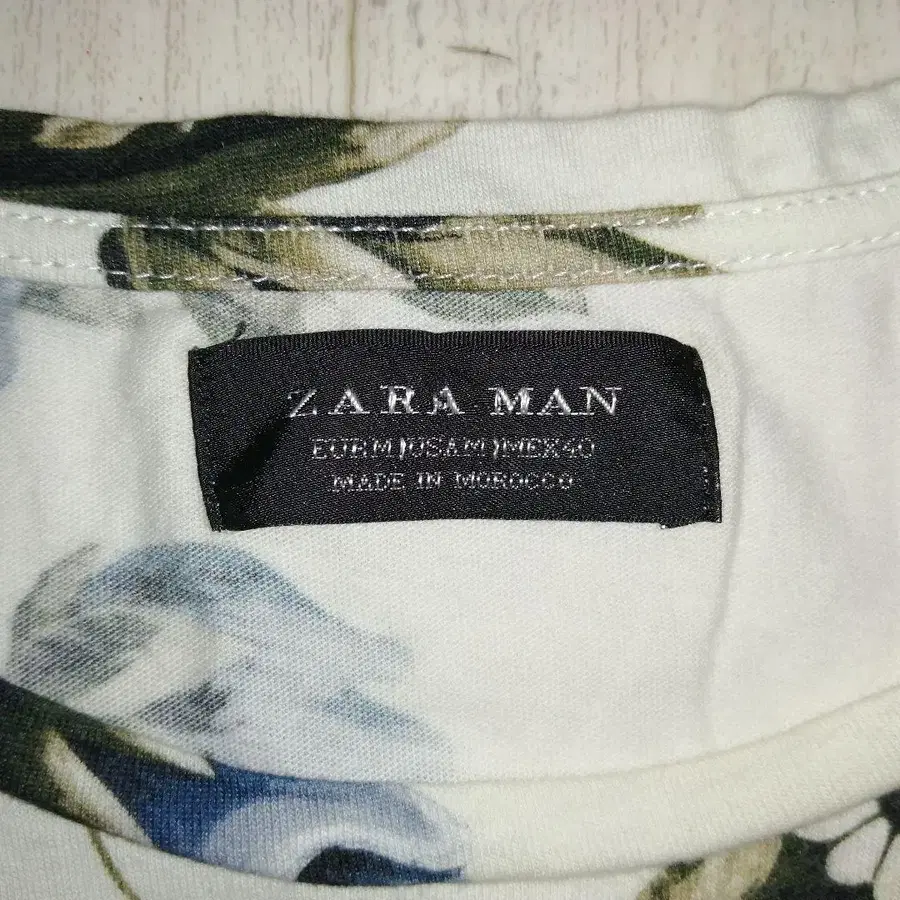 ZARA MAN
EUR M)USA M)MEX 40
MADE IN MOROCCO